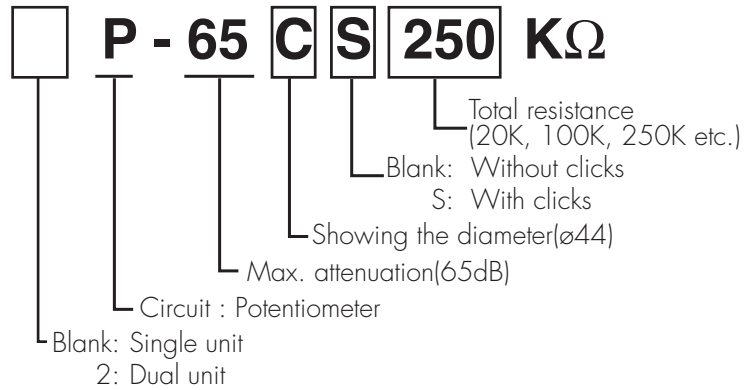 P - 65 C S 250 KΩ
Total resistance
(20K, 100K, 250K etc.)
Blank: Without clicks
S: With clicks
Showing the diameter(ø44)
Max. attenuation(65dB)
Circuit : Potentiometer
Blank: Single unit
2: Dual unit